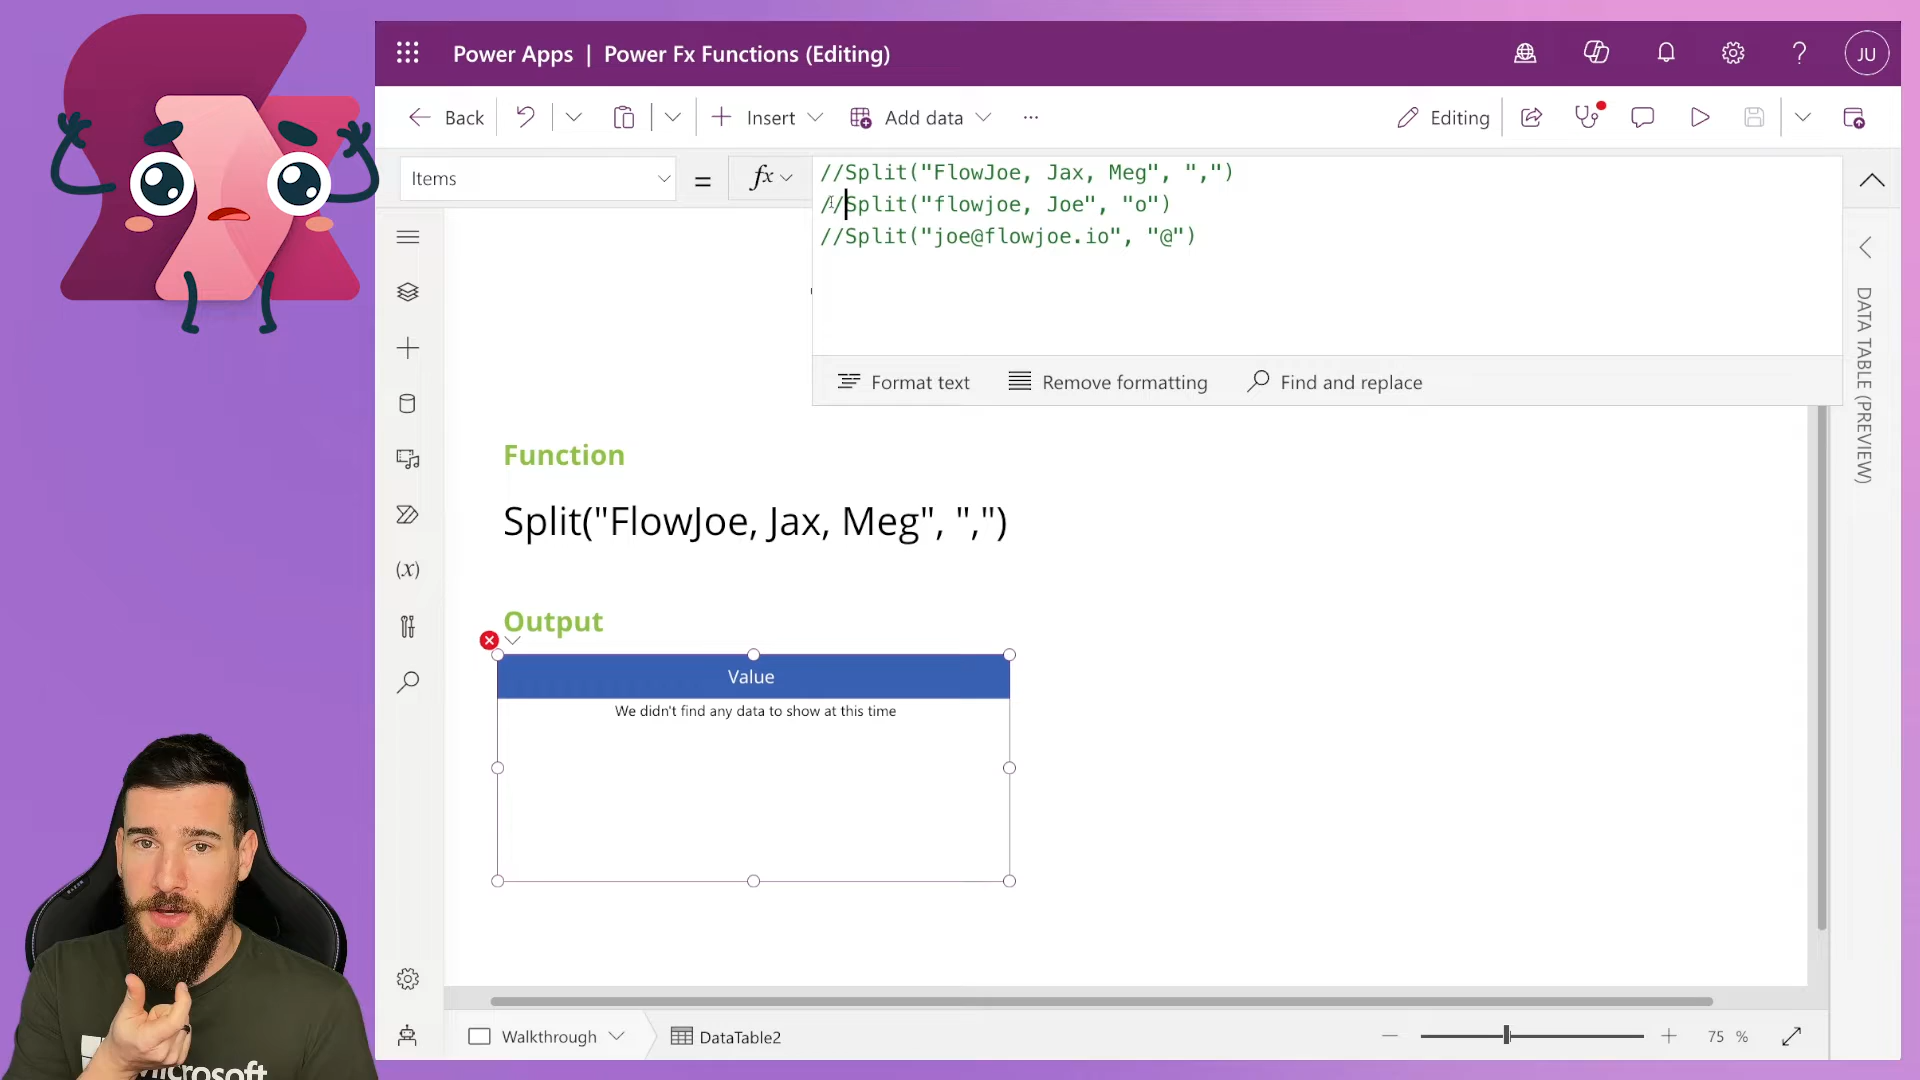 Power Apps | Power Fx Functions (Editing)
JU
Back
Insert
Add data
...
Editing
Items
=
fx
//Split("FlowJoe, Jax, Meg", ",")
//Split("flowjoe, Joe", "o")
//Split("joe@flowjoe.io", "@")
Format text
Remove formatting
Find and replace
DATA TABLE (PREVIEW)
Function
Split("FlowJoe, Jax, Meg", ",")
Output
Value
We didn't find any data to show at this time
Walkthrough
DataTable2
75 %
Microsoft